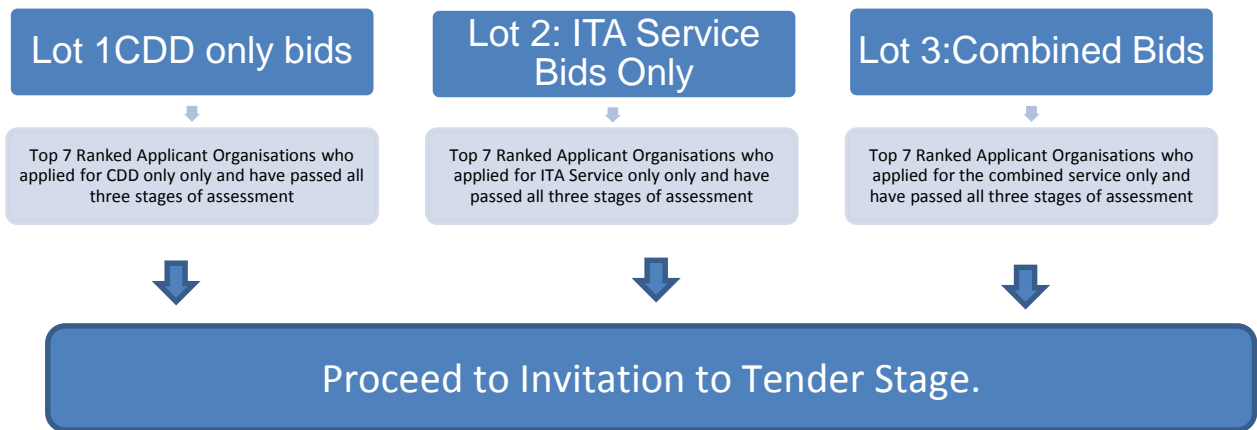 Lot 1CDD only bids
Top 7 Ranked Applicant Organisations who
applied for CDD only only and have passed all
three stages of assessment
Lot 2: ITA Service
Bids Only
Top 7 Ranked Applicant Organisations who
applied for ITA Service only only and have
passed all three stages of assessment
Lot 3:Combined Bids
Top 7 Ranked Applicant Organisations who
applied for the combined service only and
have passed all three stages of assessment
Proceed to Invitation to Tender Stage.